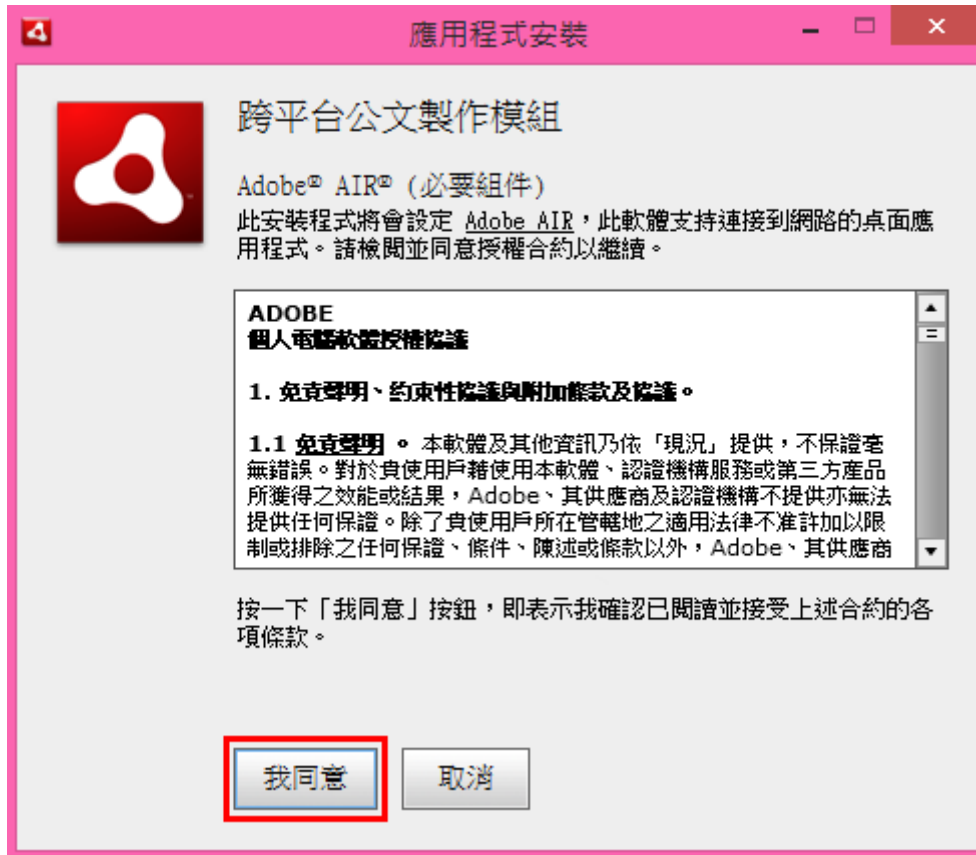 應用程式安裝
跨平台公文製作模組
Adobe® AIR® (必要組件)
此安裝程式將會設定 Adobe AIR，此軟體支持連接到網路的桌面應
用程式。請檢閱並同意授權合約以繼續。
ADOBE
個人電腦軟體授權協議
1. 免責聲明、約束性協議與附加條款及協議。
1.1 免責聲明 。 本軟體及其他資訊乃依「現況」提供，不保證毫
無錯誤。對於貴使用戶藉使用本軟體、認證機構服務或第三方產品
所獲得之效能或結果，Adobe、其供應商及認證機構不提供亦無法
提供任何保證。除了貴使用戶所在管轄地之適用法律不准許加以限
制或排除之任何保證、條件、陳述或條款以外，Adobe、其供應商
按一下「我同意」按鈕，即表示我確認已閱讀並接受上述合約的各
項條款。
我同意
取消